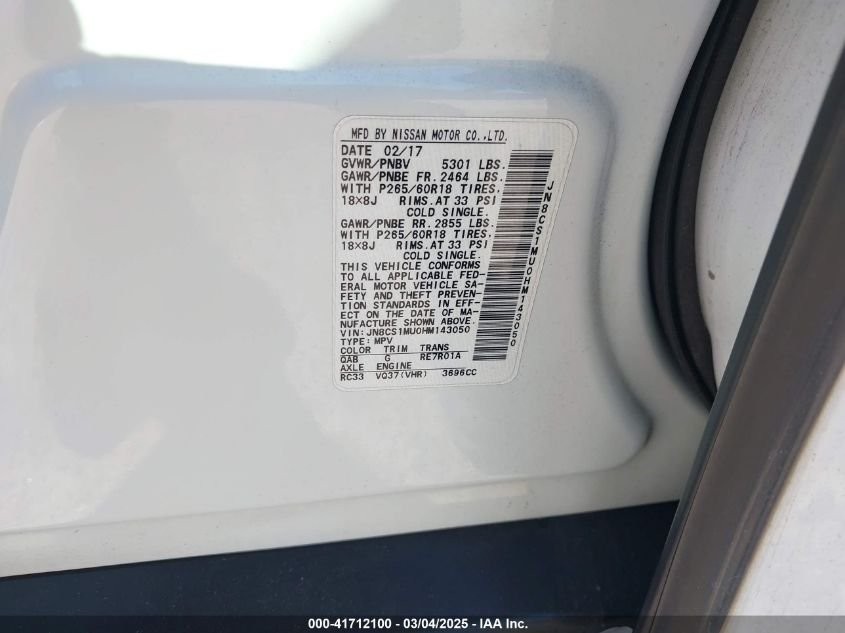 MFD BY NISSAN MOTOR CO.,LTD.
DATE 02/17
GVWR/PNBV 5301 LBS.
GAWR/PNBE FR. 2464 LBS.
WITH P265/60R18 TIRES.
18×8J RIMS. AT 33 PSI
COLD SINGLE.
GAWR/PNBE RR. 2855 LBS.
WITH P265/60R18 TIRES.
18×8J RIMS. AT 33 PSI
COLD SINGLE.
THIS VEHICLE CONFORMS
TO ALL APPLICABLE FED-
ERAL MOTOR VEHICLE SA-
FETY AND THEFT PREVEN-
TION STANDARDS IN EFF-
ECT ON THE DATE OF MA-
NUFACTURE SHOWN ABOVE.
VIN: JN8CS1MU0HM143050
TYPE: MPV
COLOR TRIM TRANS
QAB G RE7R01A
AXLE ENGINE
RC33 VQ37(VHR) 3696CC
JN8CS1MU0HM143050
000-41712100 - 03/04/2025 - IAA Inc.